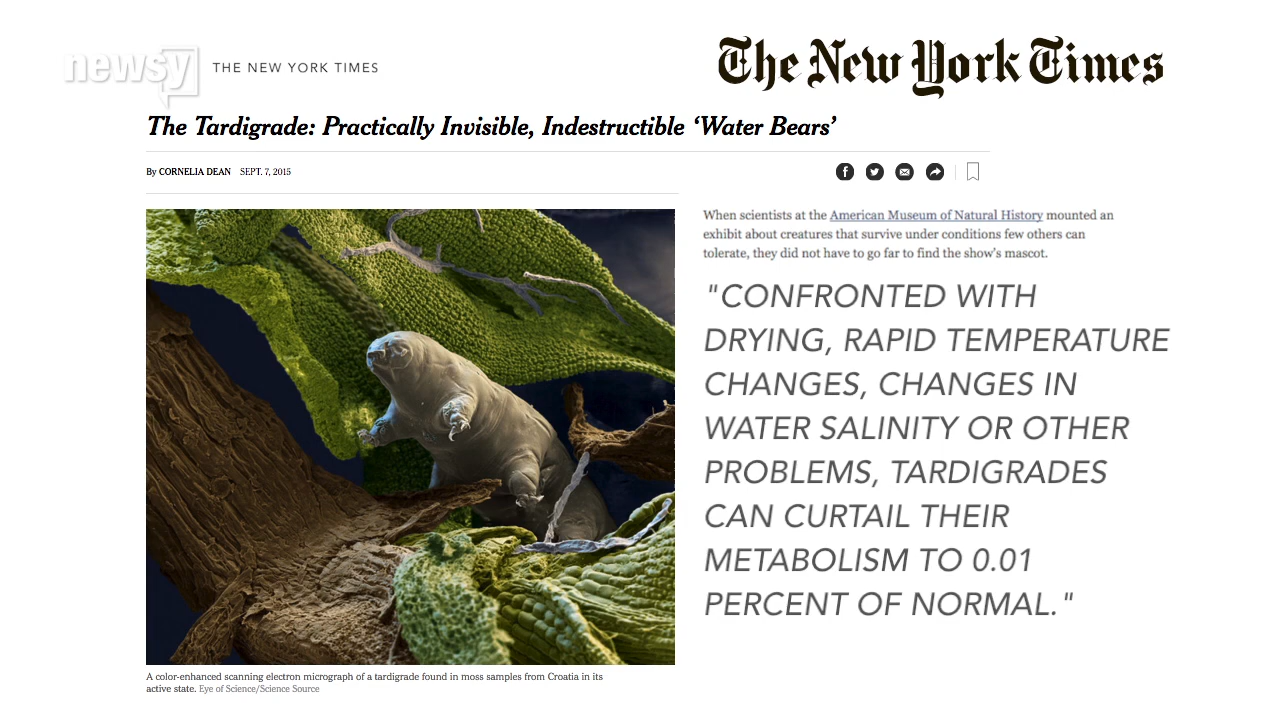 newsy
THE NEW YORK TIMES
The New York Times
The Tardigrade: Practically Invisible, Indestructible ‘Water Bears’
By CORNELIA DEAN SEPT. 7, 2015
When scientists at the American Museum of Natural History mounted an
exhibit about creatures that survive under conditions few others can
tolerate, they did not have to go far to find the show's mascot.
"CONFRONTED WITH
DRYING, RAPID TEMPERATURE
CHANGES, CHANGES IN
WATER SALINITY OR OTHER
PROBLEMS, TARDIGRADES
CAN CURTAIL THEIR
METABOLISM TO 0.01
PERCENT OF NORMAL."
A color-enhanced scanning electron micrograph of a tardigrade found in moss samples from Croatia in its
active state. Eye of Science/Science Source